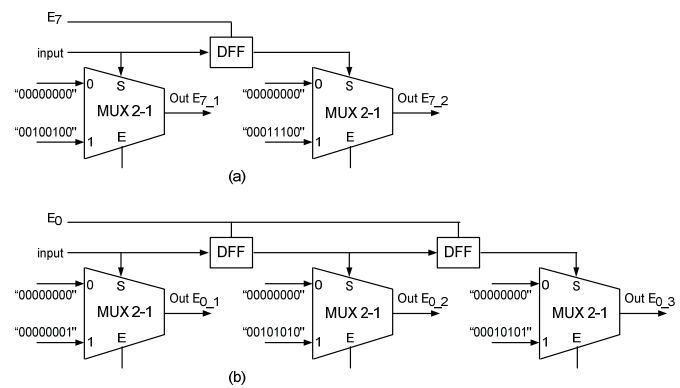 E7
input DFF
"00000000" 0 S "00000000" 0 S
MUX 2-1 Out E7_1 MUX 2-1 Out E7_2
"00100100" 1 E "00011100" 1 E
(a)
E0
input DFF DFF
"00000000" 0 S "00000000" 0 S "00000000" 0 S
MUX 2-1 Out E0_1 MUX 2-1 Out E0_2 MUX 2-1 Out E0_3
"00000001" 1 E "00101010" 1 E "00010101" 1 E
(b)